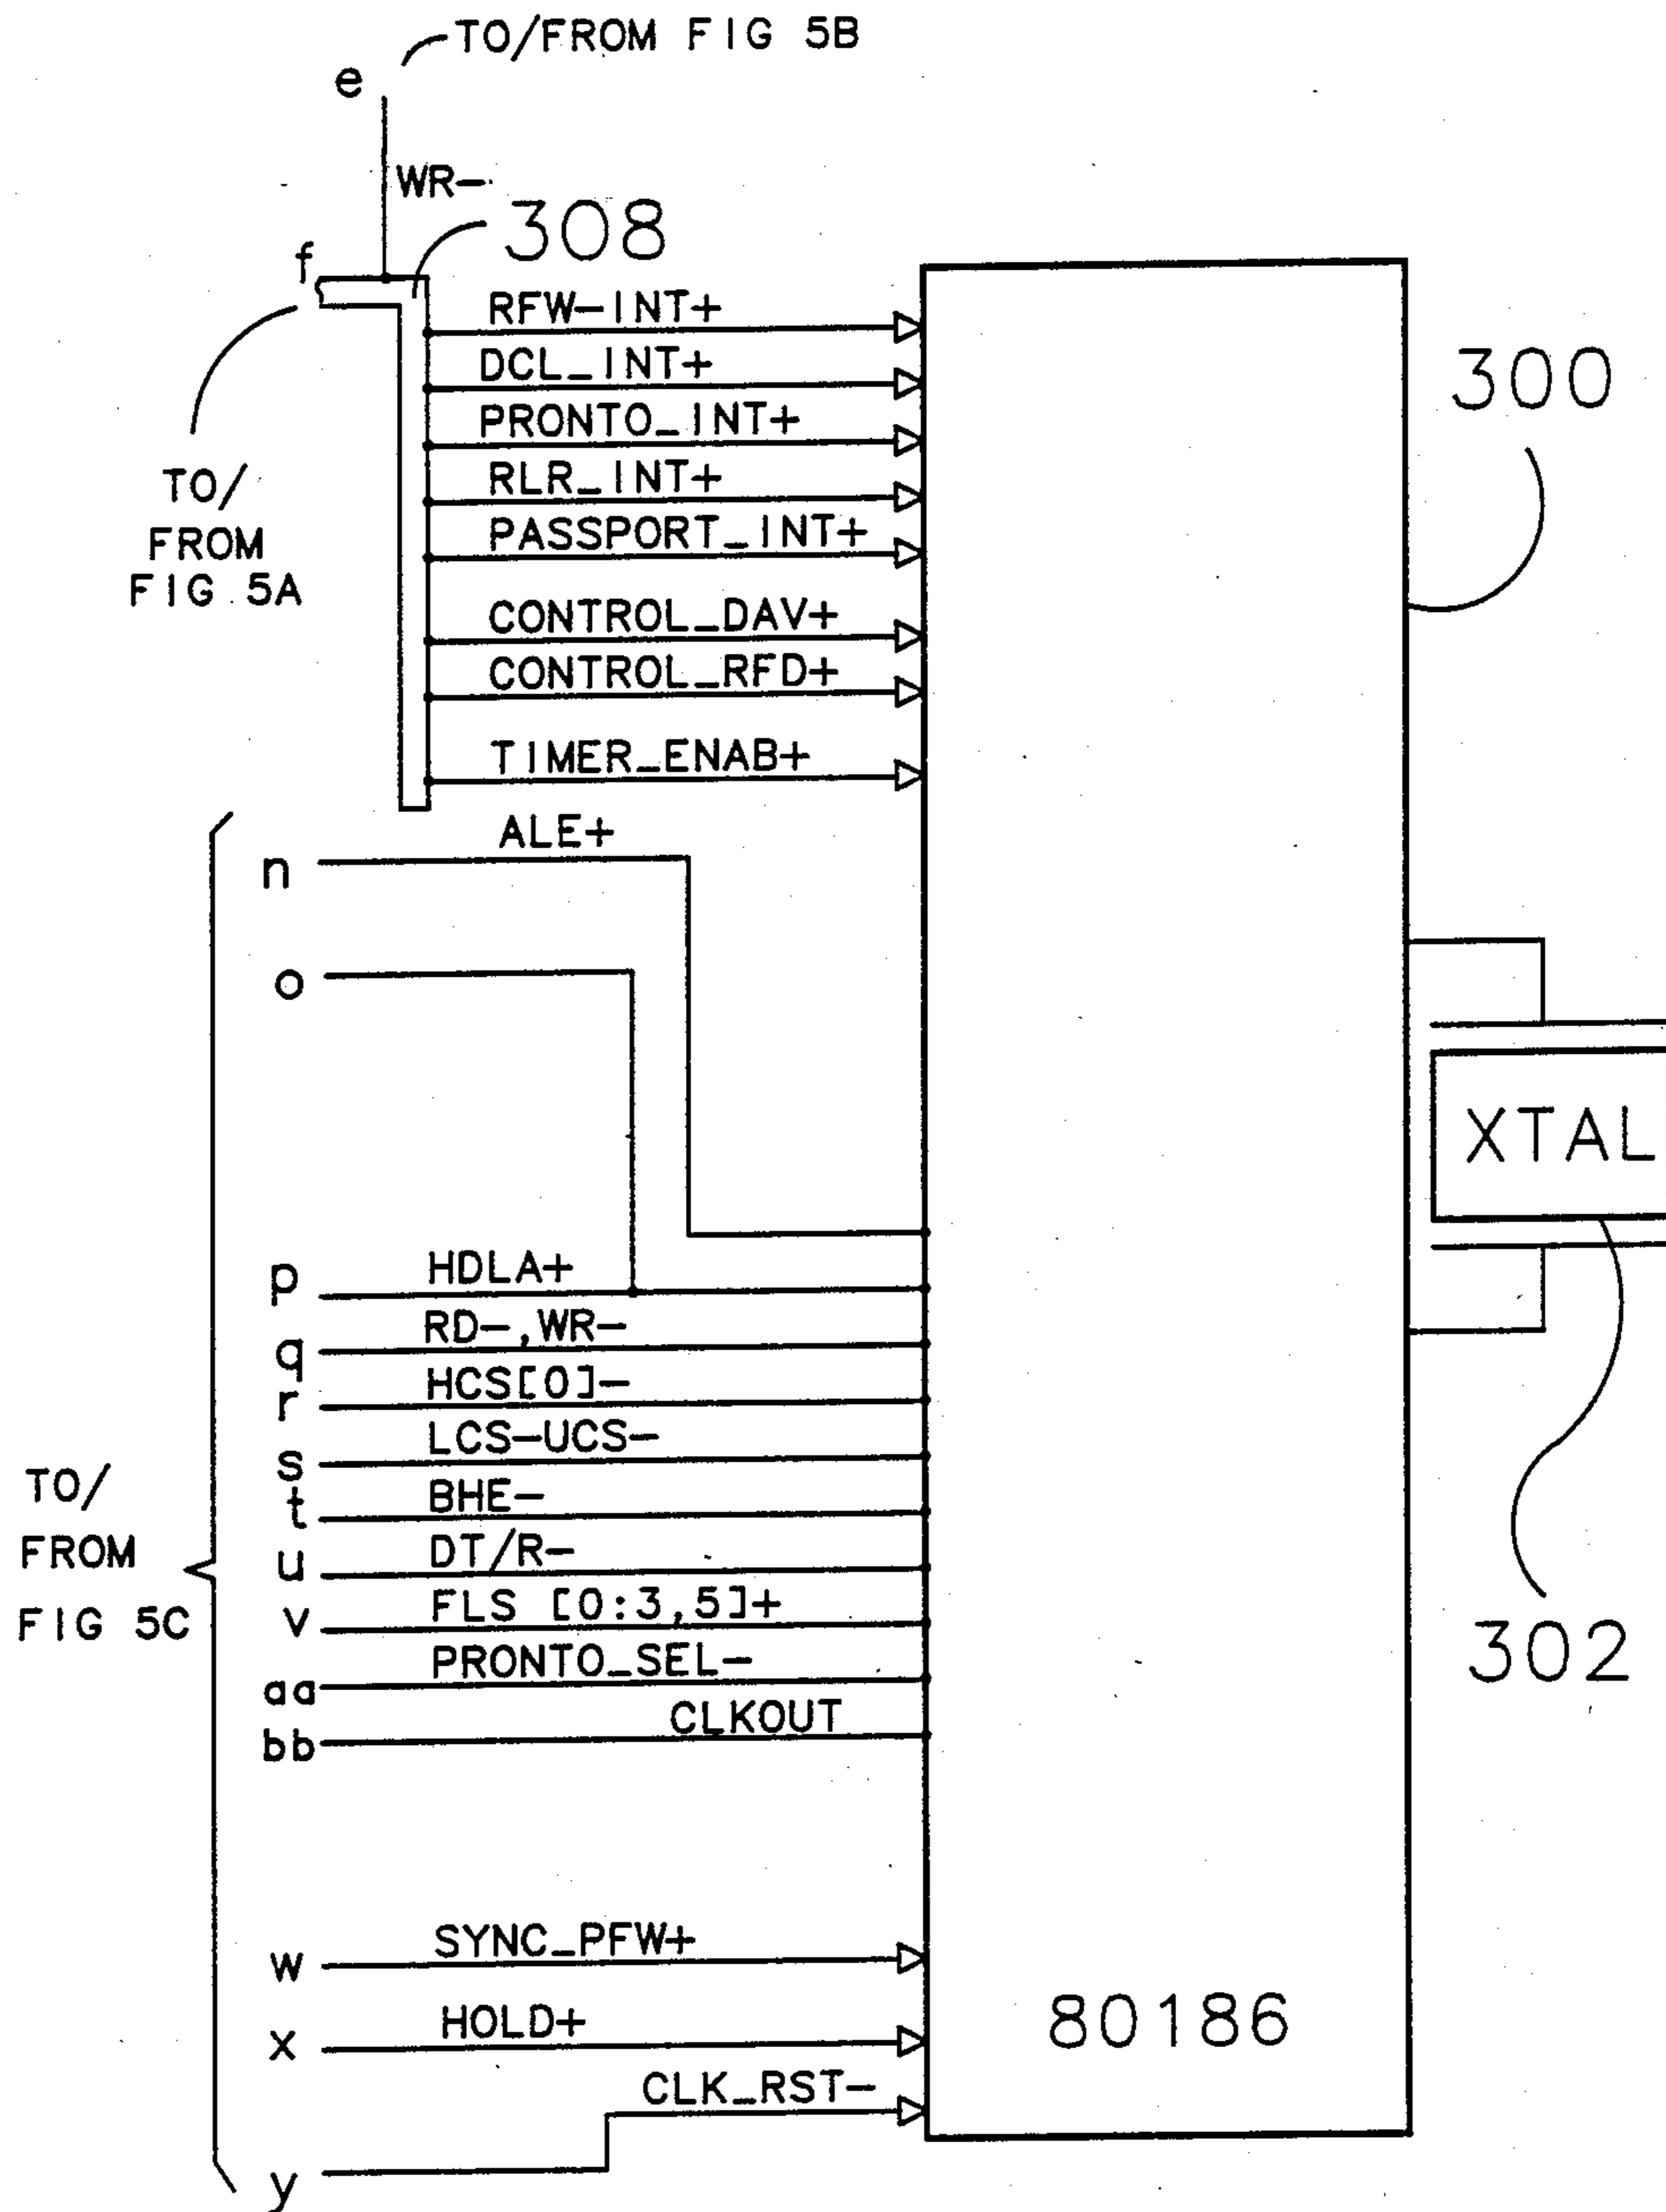 TO/FROM FIG 5B
e
WR-
308
f
RFW-INT+
DCL_INT+
300
PRONTO_INT+
RLR_INT+
TO/
FROM
FIG 5A
PASSPORT_INT+
CONTROL_DAV+
CONTROL_RFD+
TIMER_ENAB+
ALE+
n
o
XTAL
HDLA+
p
RD-,WR-
q
HCS[0]-
r
LCS-UCS-
s
TO/
FROM
FIG 5C
BHE-
t
DT/R-
u
FLS [0:3,5]+
v
302
PRONTO_SEL-
aa
CLKOUT
bb
SYNC_PFW+
w
80186
HOLD+
x
CLK_RST-
y